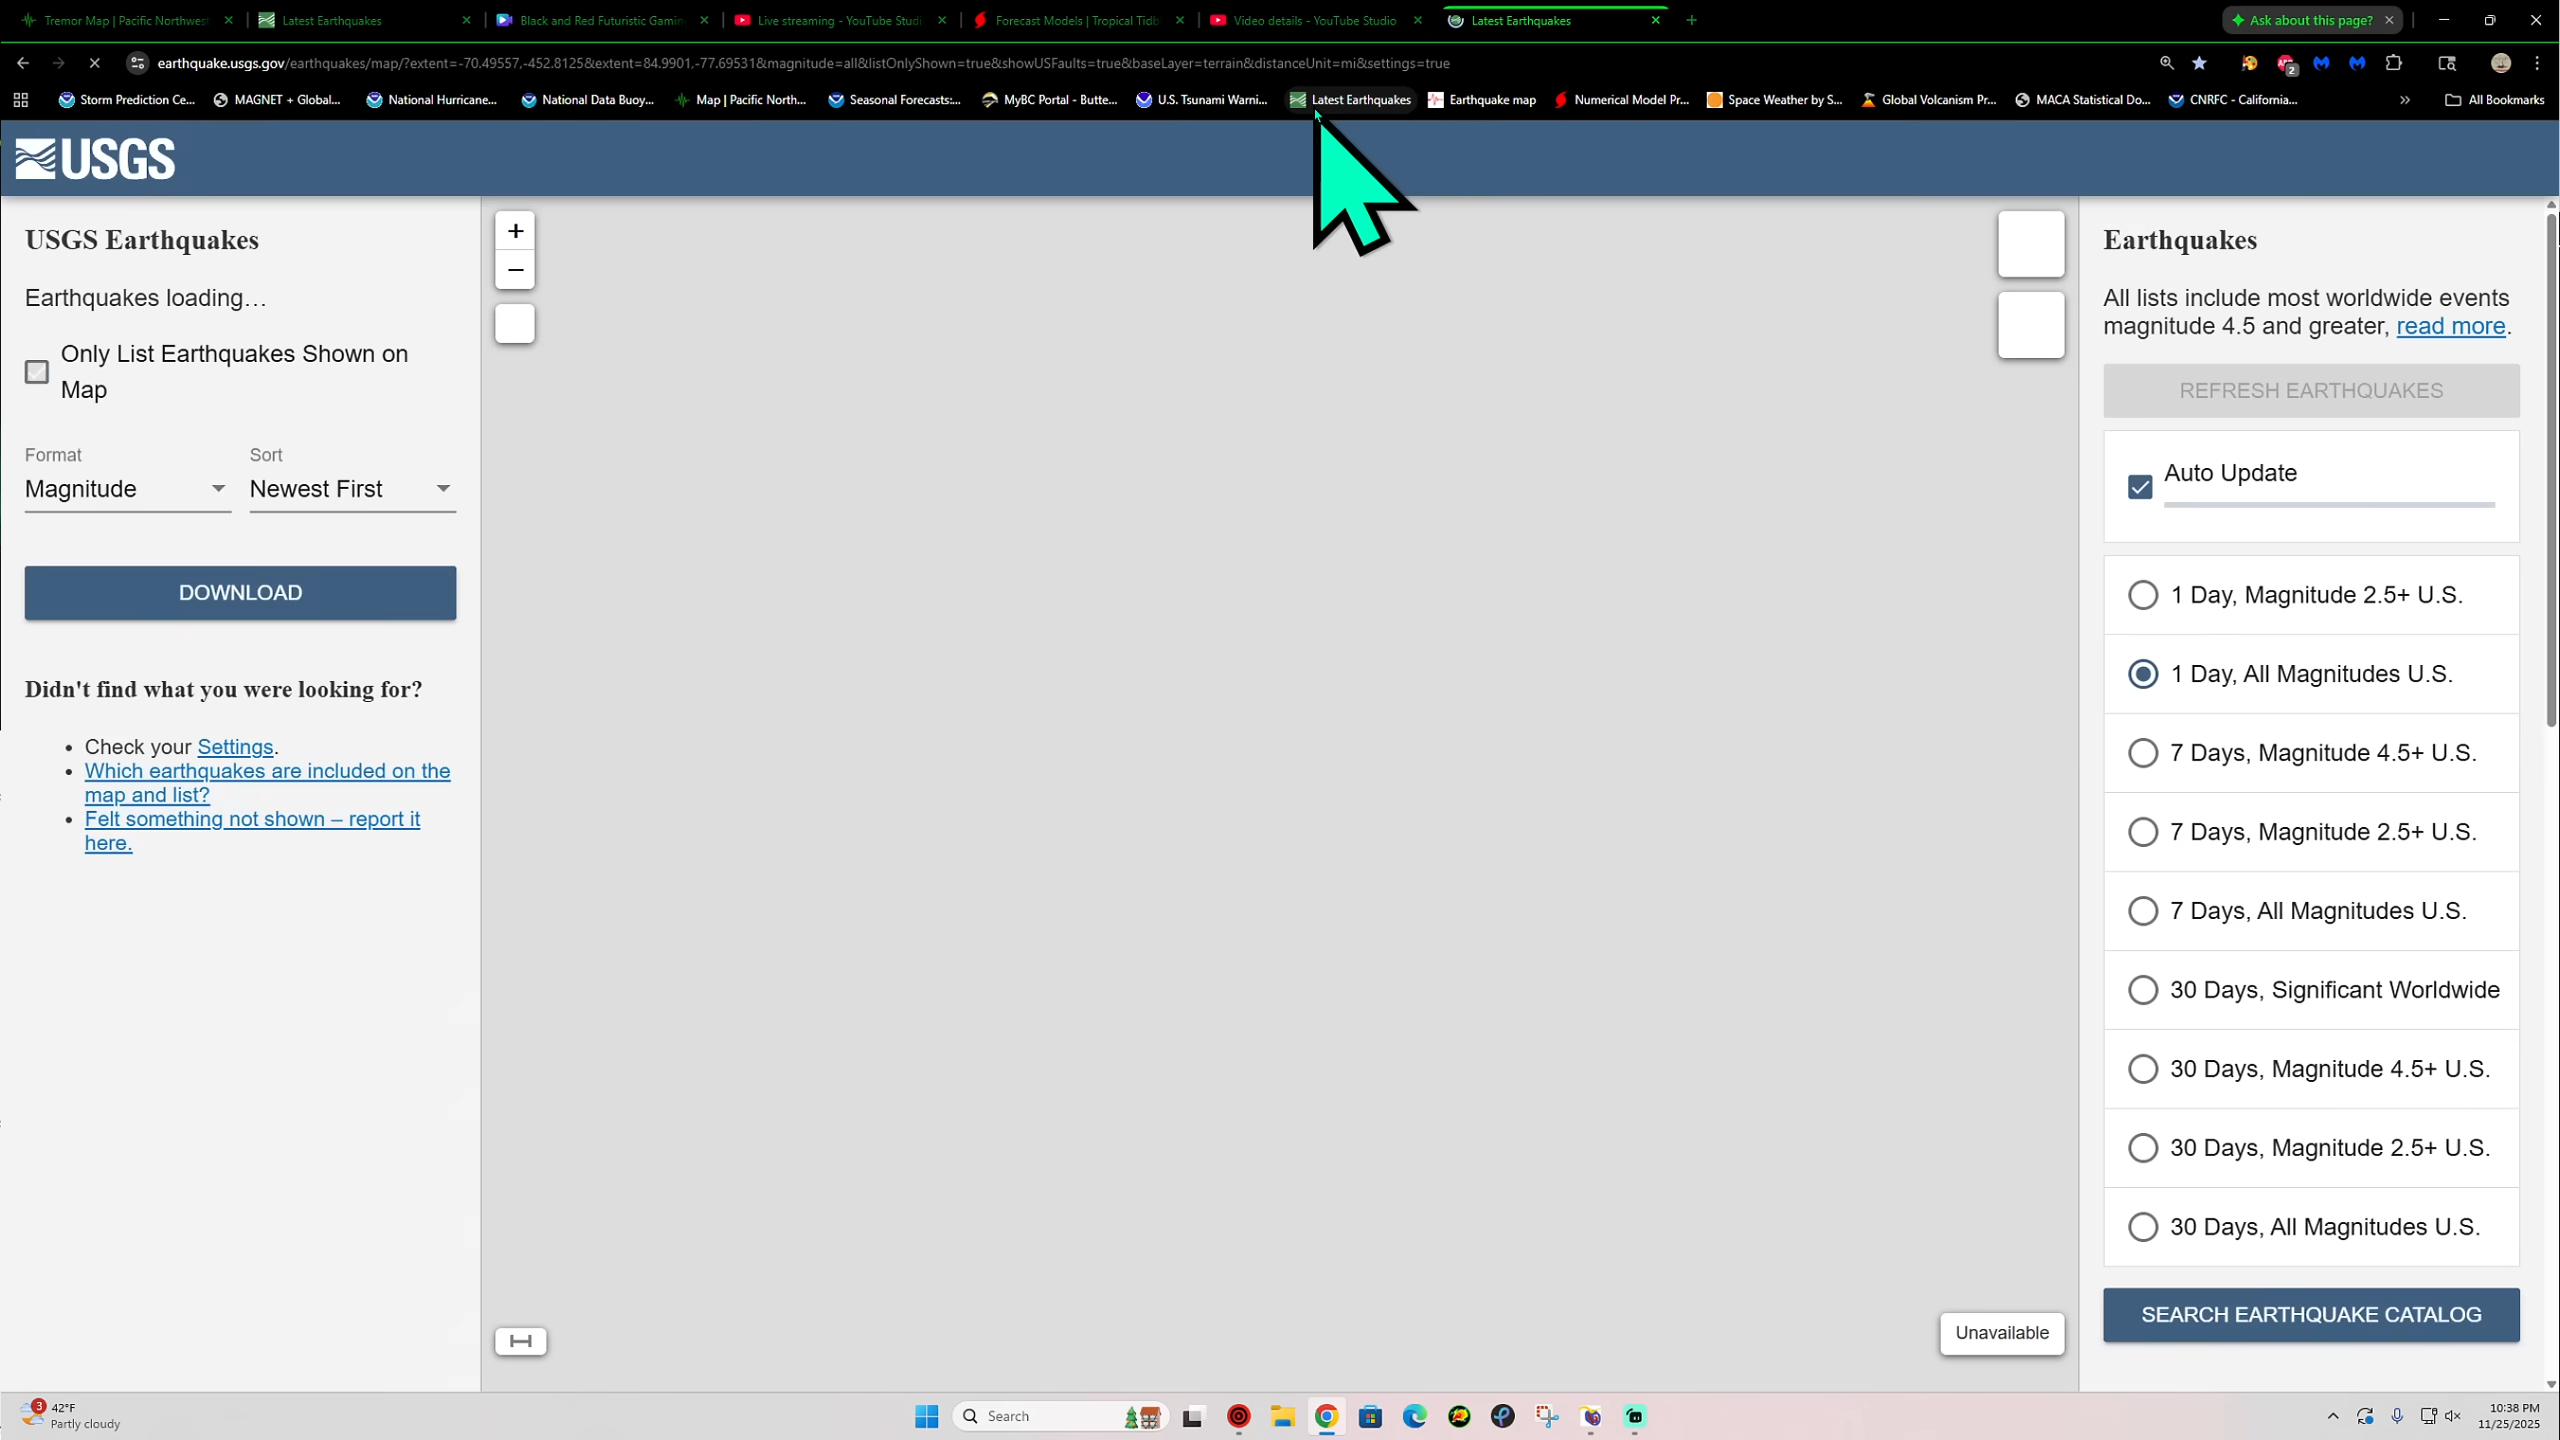 Tremor Map | Pacific Northwest
Latest Earthquakes
Black and Red Futuristic Gamin
Live streaming - YouTube Studi
Forecast Models | Tropical Tidb
Video details - YouTube Studio
Latest Earthquakes
Ask about this page?
earthquake.usgs.gov/earthquakes/map/?extent=-70.49557,-452.8125&extent=84.9901,-77.69531&magnitude=all&listOnlyShown=true&showUSFaults=true&baseLayer=terrain&distanceUnit=mi&settings=true
2
Storm Prediction Ce...
MAGNET + Global...
National Hurricane...
National Data Buoy...
Map | Pacific North...
Seasonal Forecasts:...
MyBC Portal - Butte...
U.S. Tsunami Warni...
Latest Earthquakes
Earthquake map
Numerical Model Pr...
Space Weather by S...
Global Volcanism Pr...
MACA Statistical Do...
CNRFC - California...
All Bookmarks
USGS
USGS Earthquakes
Earthquakes loading…
Only List Earthquakes Shown on
Map
Format
Sort
Magnitude
Newest First
DOWNLOAD
Didn't find what you were looking for?
Check your Settings.
Which earthquakes are included on the
map and list?
Felt something not shown – report it
here.
+
−
Unavailable
Earthquakes
All lists include most worldwide events
magnitude 4.5 and greater, read more.
REFRESH EARTHQUAKES
Auto Update
1 Day, Magnitude 2.5+ U.S.
1 Day, All Magnitudes U.S.
7 Days, Magnitude 4.5+ U.S.
7 Days, Magnitude 2.5+ U.S.
7 Days, All Magnitudes U.S.
30 Days, Significant Worldwide
30 Days, Magnitude 4.5+ U.S.
30 Days, Magnitude 2.5+ U.S.
30 Days, All Magnitudes U.S.
SEARCH EARTHQUAKE CATALOG
3
42°F
Partly cloudy
Search
10:38 PM
11/25/2025